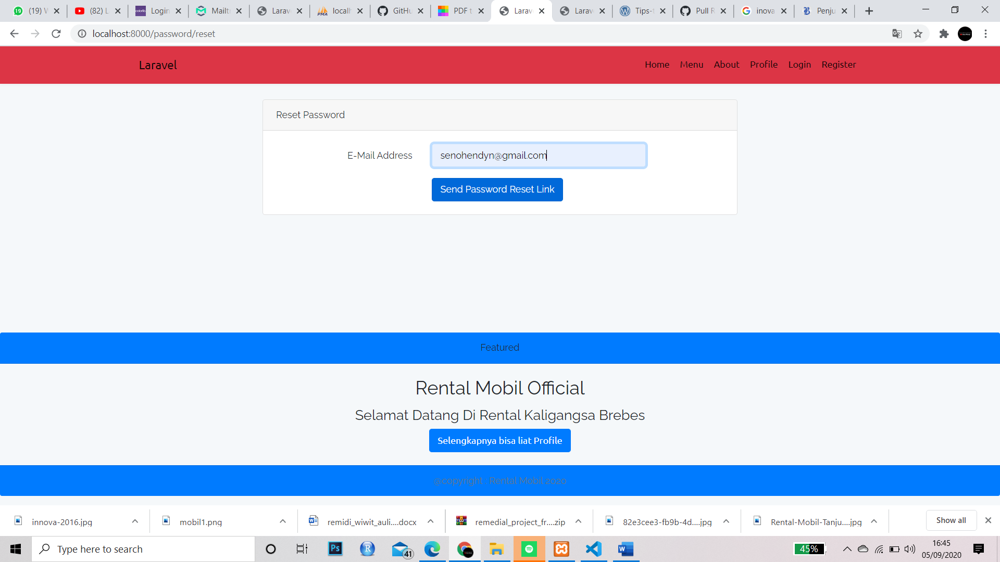 (19) W
(82) L
Login
Mailt
Larav
localh
GitHu
PDF t
Larav
Larav
Tips-
Pull R
inova
Penju
localhost:8000/password/reset
Laravel
Home Menu About Profile Login Register
Reset Password
E-Mail Address
senohendyn@gmail.com
Send Password Reset Link
Featured
Rental Mobil Official
Selamat Datang Di Rental Kaligangsa Brebes
Selengkapnya bisa liat Profile
@copyright : Rental Mobil 2020
innova-2016.jpg
mobil1.png
remidi_wiwit_auli....docx
remedial_project_fr....zip
82e3cee3-fb9b-4d....jpg
Rental-Mobil-Tanju....jpg
Show all
Type here to search
Ps
R
41
45%
16:45
05/09/2020